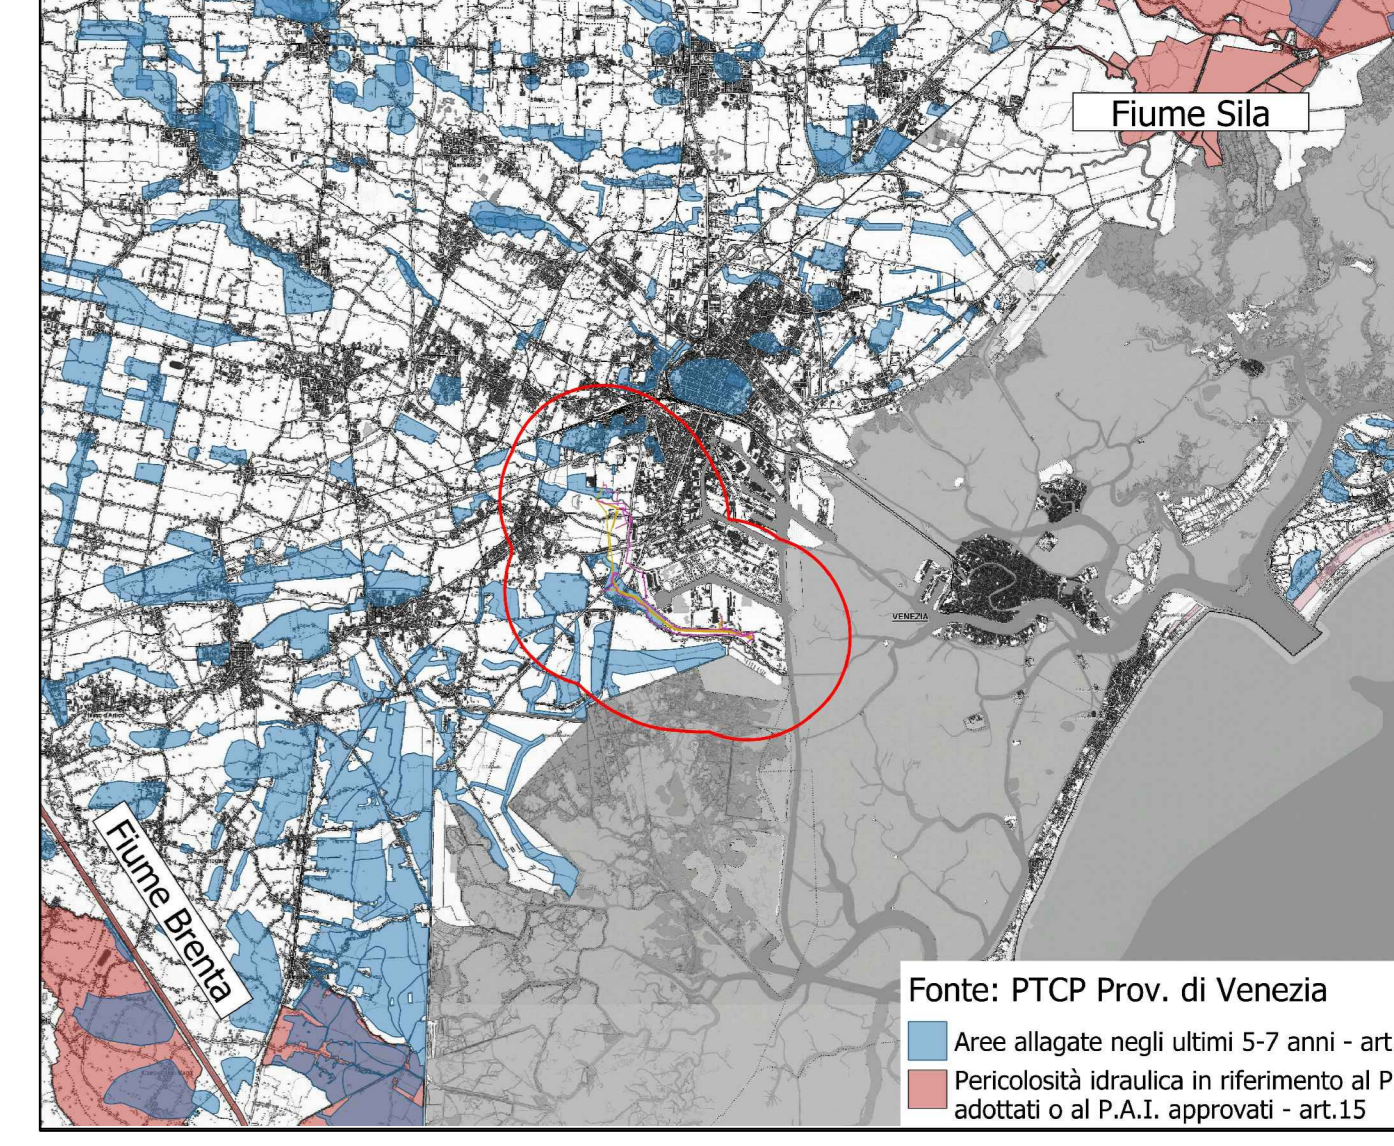 Fiume Sila
VENEZIA
Fiume Brenta
Fonte: PTCP Prov. di Venezia
Aree allagate negli ultimi 5-7 anni - art.
Pericolosità idraulica in riferimento al P
adottati o al P.A.I. approvati - art.15